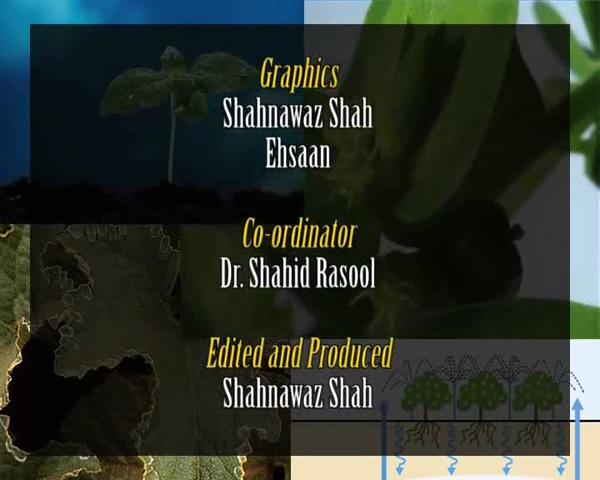 Graphics
Shahnawaz Shah
Ehsaan
Co-ordinator
Dr. Shahid Rasool
Edited and Produced
Shahnawaz Shah